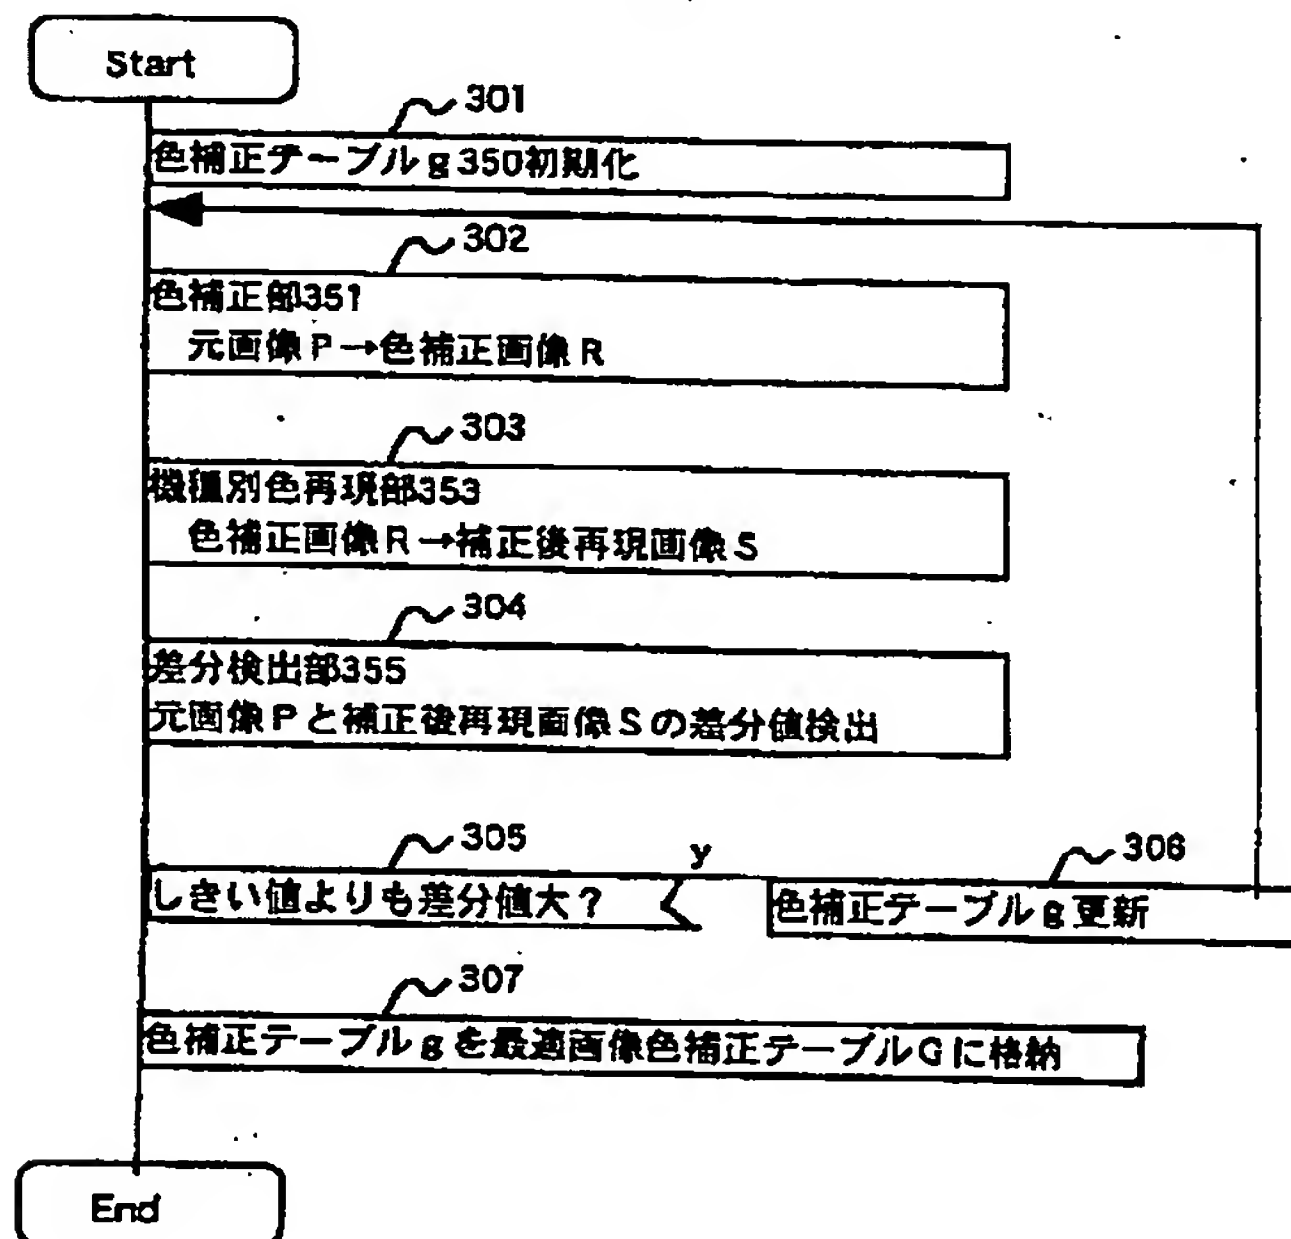 Start
301
色補正テーブルg350初期化
302
色補正部351
元画像P→色補正画像R
303
機種別色再現部353
色補正画像R→補正後再現画像S
304
差分検出部355
元画像Pと補正後再現画像Sの差分値検出
305
y
306
しきい値よりも差分値大?
色補正テーブルg更新
307
色補正テーブルgを最適画像色補正テーブルGに格納
End